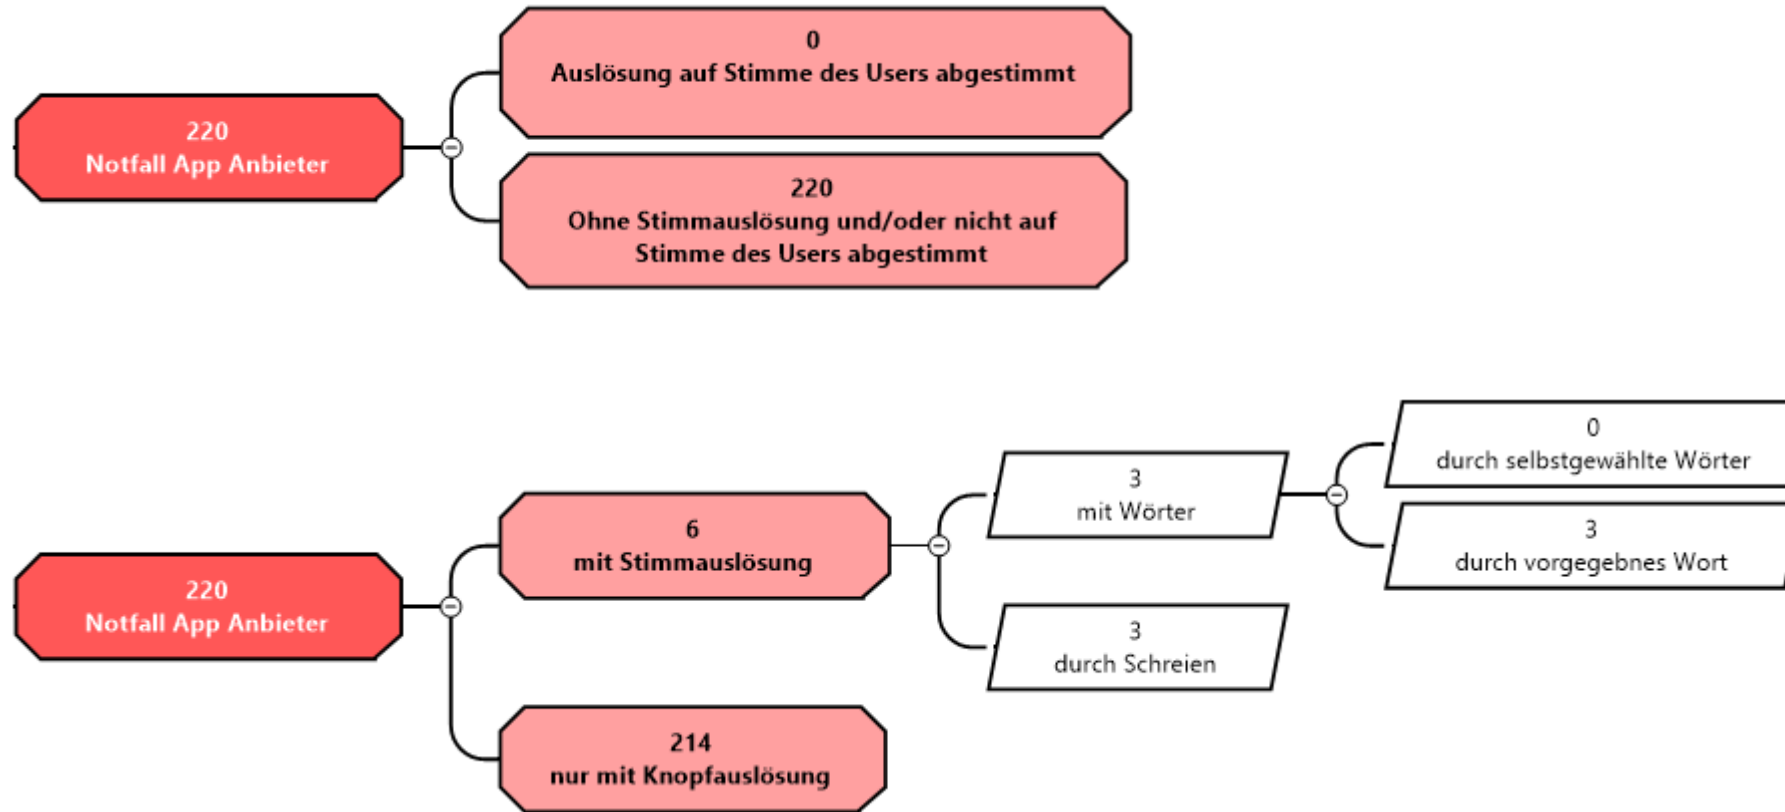 220
Notfall App Anbieter
0
Auslösung auf Stimme des Users abgestimmt
220
Ohne Stimmauslösung und/oder nicht auf
Stimme des Users abgestimmt
220
Notfall App Anbieter
6
mit Stimmauslösung
3
mit Wörter
0
durch selbstgewählte Wörter
3
durch vorgegebnes Wort
3
durch Schreien
214
nur mit Knopfauslösung